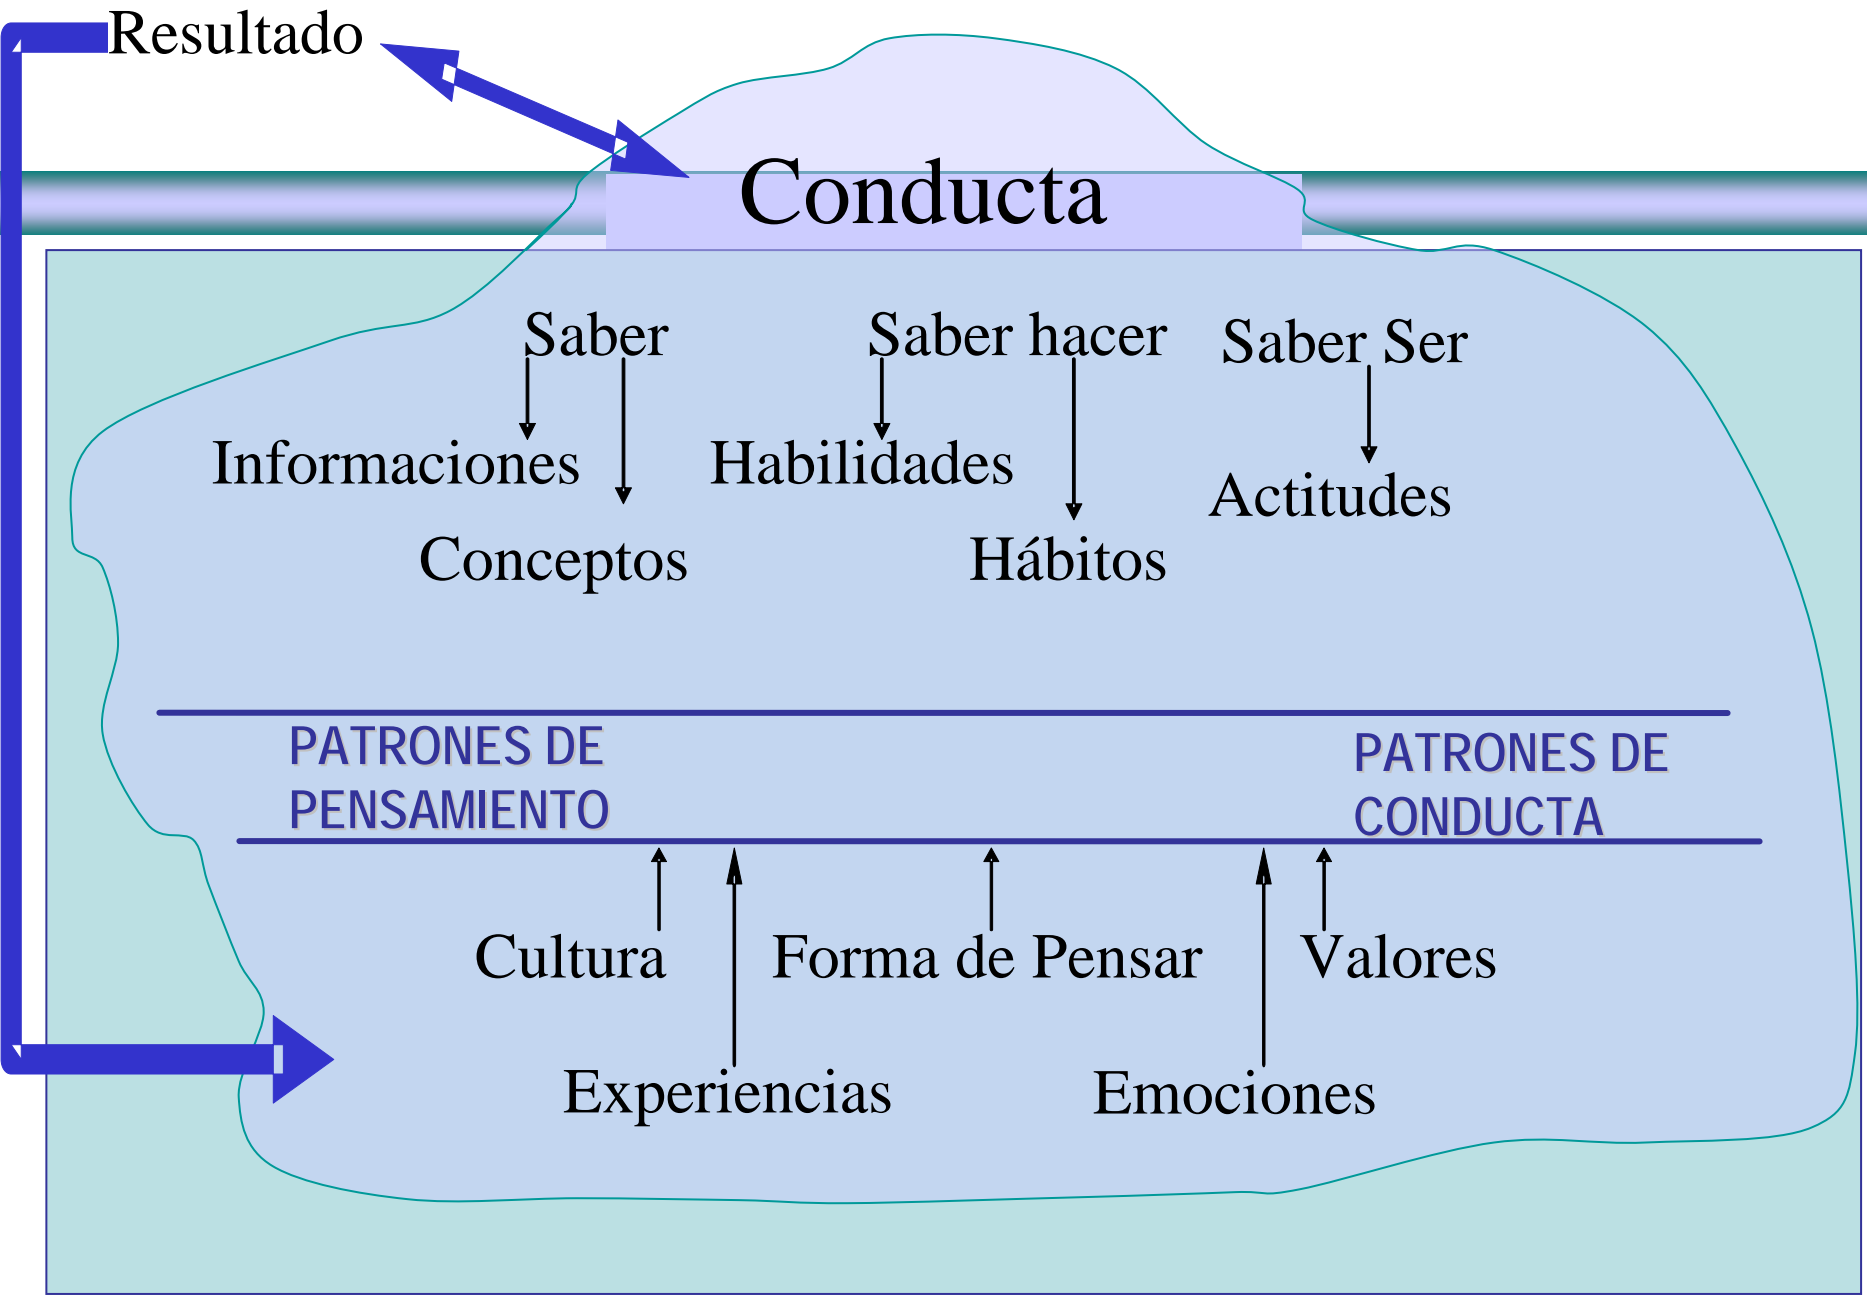 Resultado
Conducta
Saber
Saber hacer
Saber Ser
Informaciones
Habilidades
Actitudes
Conceptos
Hábitos
PATRONES DE
PENSAMIENTO
PATRONES DE
CONDUCTA
Cultura
Forma de Pensar
Valores
Experiencias
Emociones